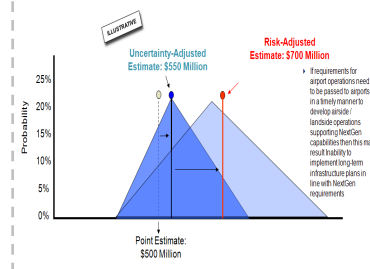 ILLUSTRATIVE
Uncertainty-Adjusted
Estimate: $550 Million
Risk-Adjusted
Estimate: $700 Million
If requirements for
airport operations need
to be passed to airports
in a timely manner to
develop airside /
landside operations
supporting NextGen
capabilities then this ma
result Inability to
implement long-term
infrastructure plans in
line with NextGen
requirements
Probability
25%
20%
15%
10%
5%
0%
Point Estimate:
$500 Million